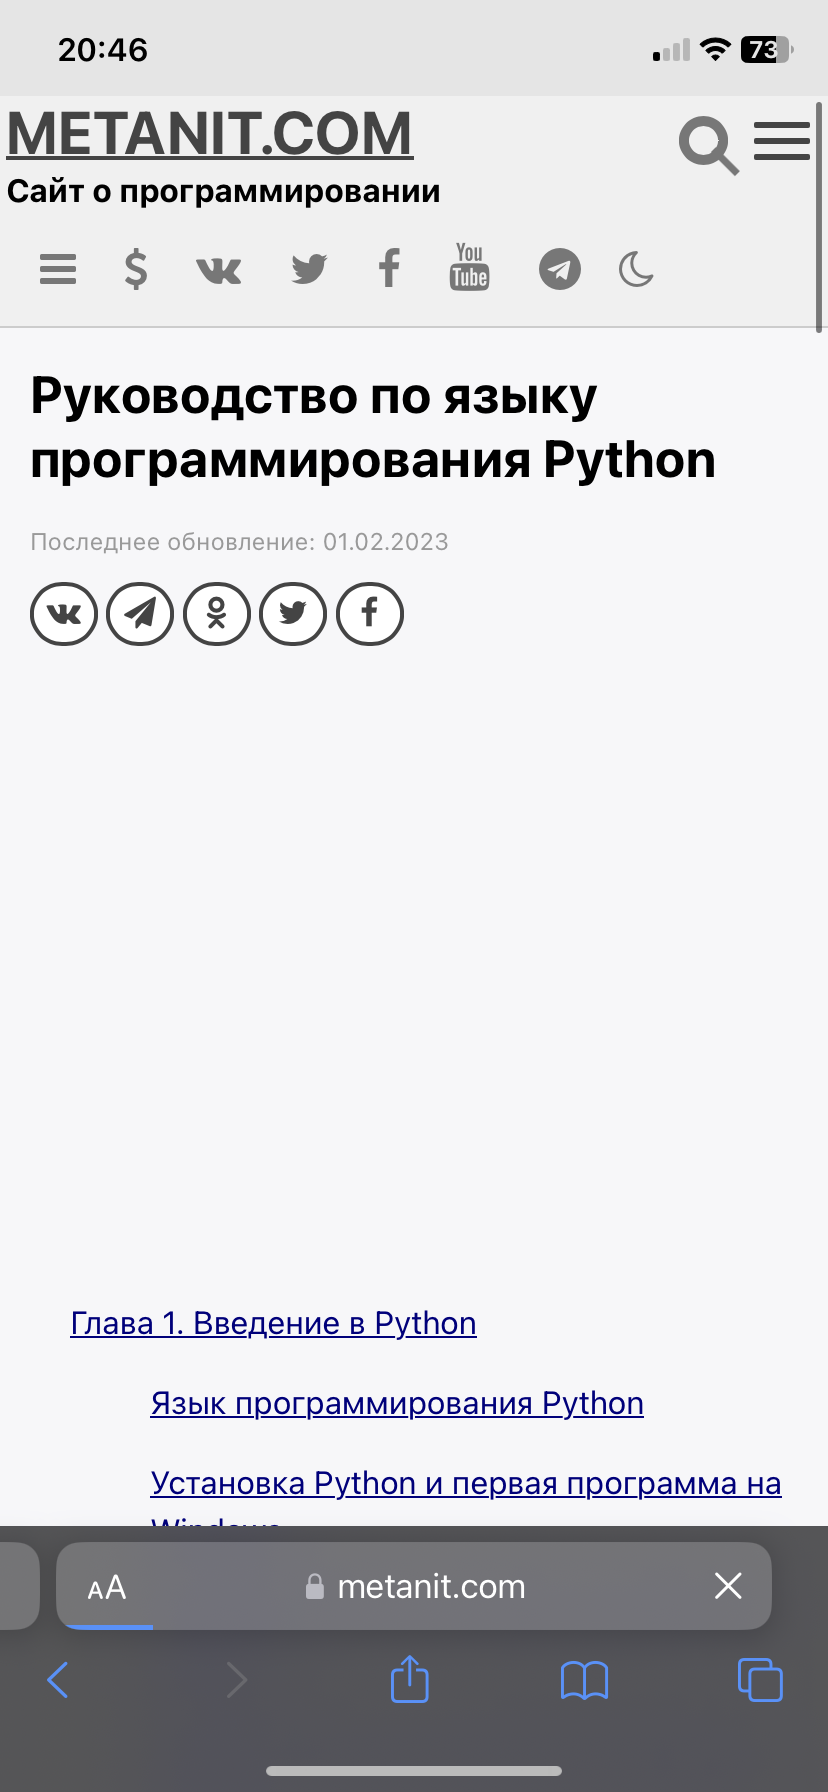 20:46
73
METANIT.COM
Сайт о программировании
You
Tube
Руководство по языку
программирования Python
Последнее обновление: 01.02.2023
Глава 1. Введение в Python
Язык программирования Python
Установка Python и первая программа на
Windows
AA
metanit.com